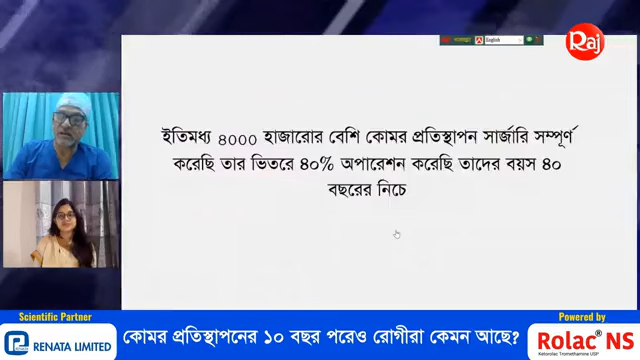 Raj
English
ইতিমধ্য ৪০০০ হাজারোর বেশি কোমর প্রতিস্থাপন সার্জারি সম্পূর্ণ
করেছি তার ভিতরে ৪০% অপারেশন করেছি তাদের বয়স ৪০
বছরের নিচে
Scientific Partner
Powered by
RENATA LIMITED
কোমর প্রতিস্থাপনের ১০ বছর পরেও রোগীরা কেমন আছে?
Rolac® NS
Ketorolac Tromethamine USP